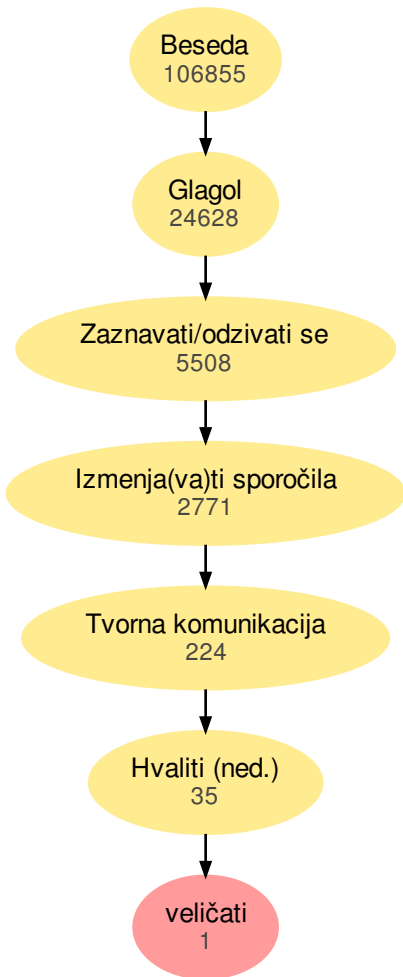 Beseda
106855
Glagol
24628
Zaznavati/odzivati se
5508
Izmenja(va)ti sporočila
2771
Tvorna komunikacija
224
Hvaliti (ned.)
35
veličati
1